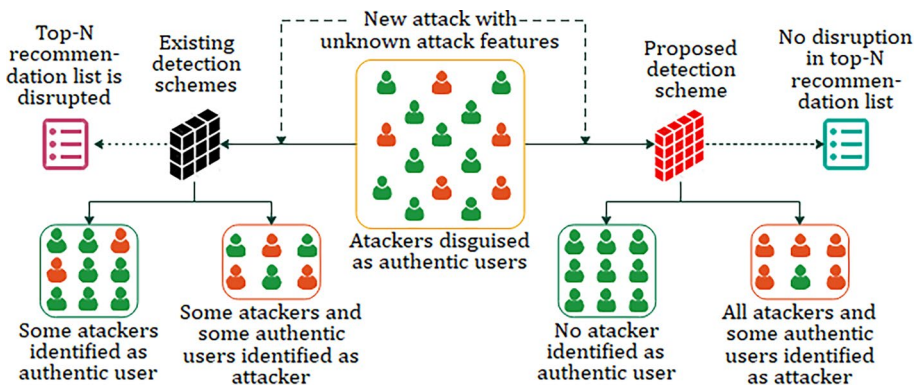 Top-N
recommen-
dation list is
disrupted
Existing
detection
schemes
New attack with
unknown attack features
Proposed
detection
scheme
No disruption
in top-N
recommen-
dation list
Atackers disguised
as authentic users
Some atackers
identified as
authentic user
Some atackers and
some authentic
users identified as
attacker
No atacker
identified as
authentic user
All atackers and
some authentic
users identified
as attacker